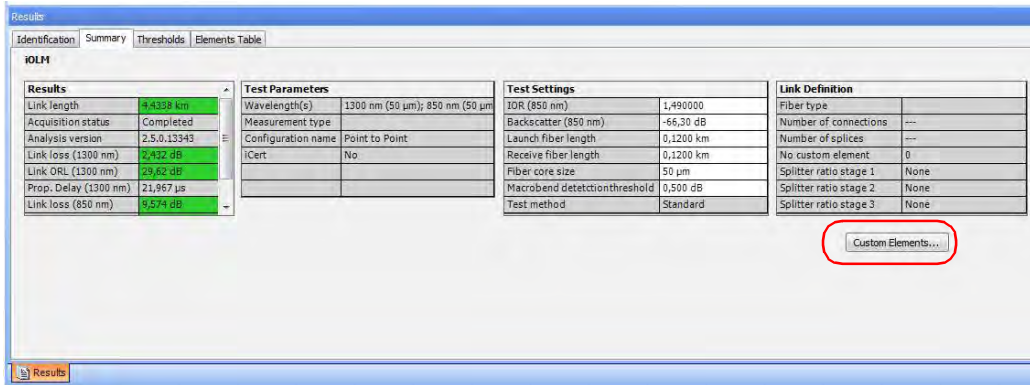 Results
Identification Summary Thresholds Elements Table
iOLM
Results
Link length 4,4338 km
Acquisition status Completed
Analysis version 2.5.0.13343
Link loss (1300 nm) 2,432 dB
Link ORL (1300 nm) 29,62 dB
Prop. Delay (1300 nm) 21,967 µs
Link loss (850 nm) 9,574 dB
Test Parameters
Wavelength(s) 1300 nm (50 µm); 850 nm (50 µm
Measurement type
Configuration name Point to Point
iCert No
Test Settings
IOR (850 nm) 1,490000
Backscatter (850 nm) -66,30 dB
Launch fiber length 0,1200 km
Receive fiber length 0,1200 km
Fiber core size 50 µm
Macrobend detetctionthreshold 0,500 dB
Test method Standard
Link Definition
Fiber type
Number of connections ---
Number of splices ---
No custom element 0
Splitter ratio stage 1 None
Splitter ratio stage 2 None
Splitter ratio stage 3 None
Custom Elements...
Results